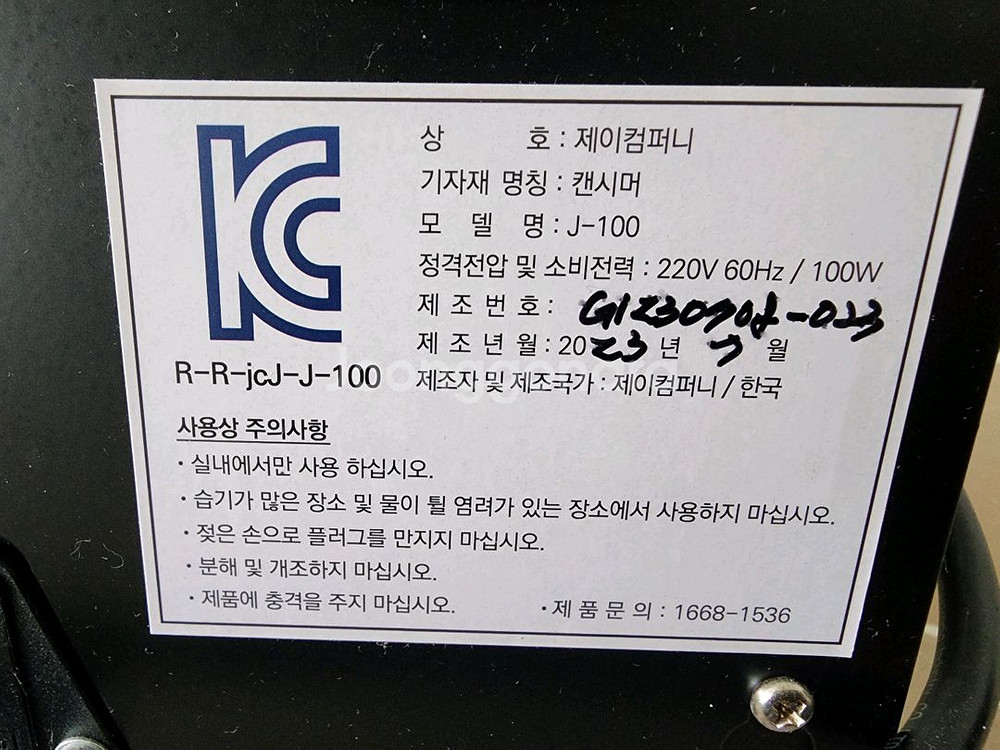 KC
R-R-jcJ-J-100
상 호 : 제이컴퍼니
기자재 명칭 : 캔시머
모 델 명 : J-100
정격전압 및 소비전력 : 220V 60Hz / 100W
제 조 번 호 :
제 조 년 월 : 2023 년 7 월
제조자 및 제조국가 : 제이컴퍼니 / 한국
사용상 주의사항
· 실내에서만 사용 하십시오.
· 습기가 많은 장소 및 물이 튈 염려가 있는 장소에서 사용하지 마십시오.
· 젖은 손으로 플러그를 만지지 마십시오.
· 분해 및 개조하지 마십시오.
· 제품에 충격을 주지 마십시오.
· 제 품 문 의 : 1668-1536